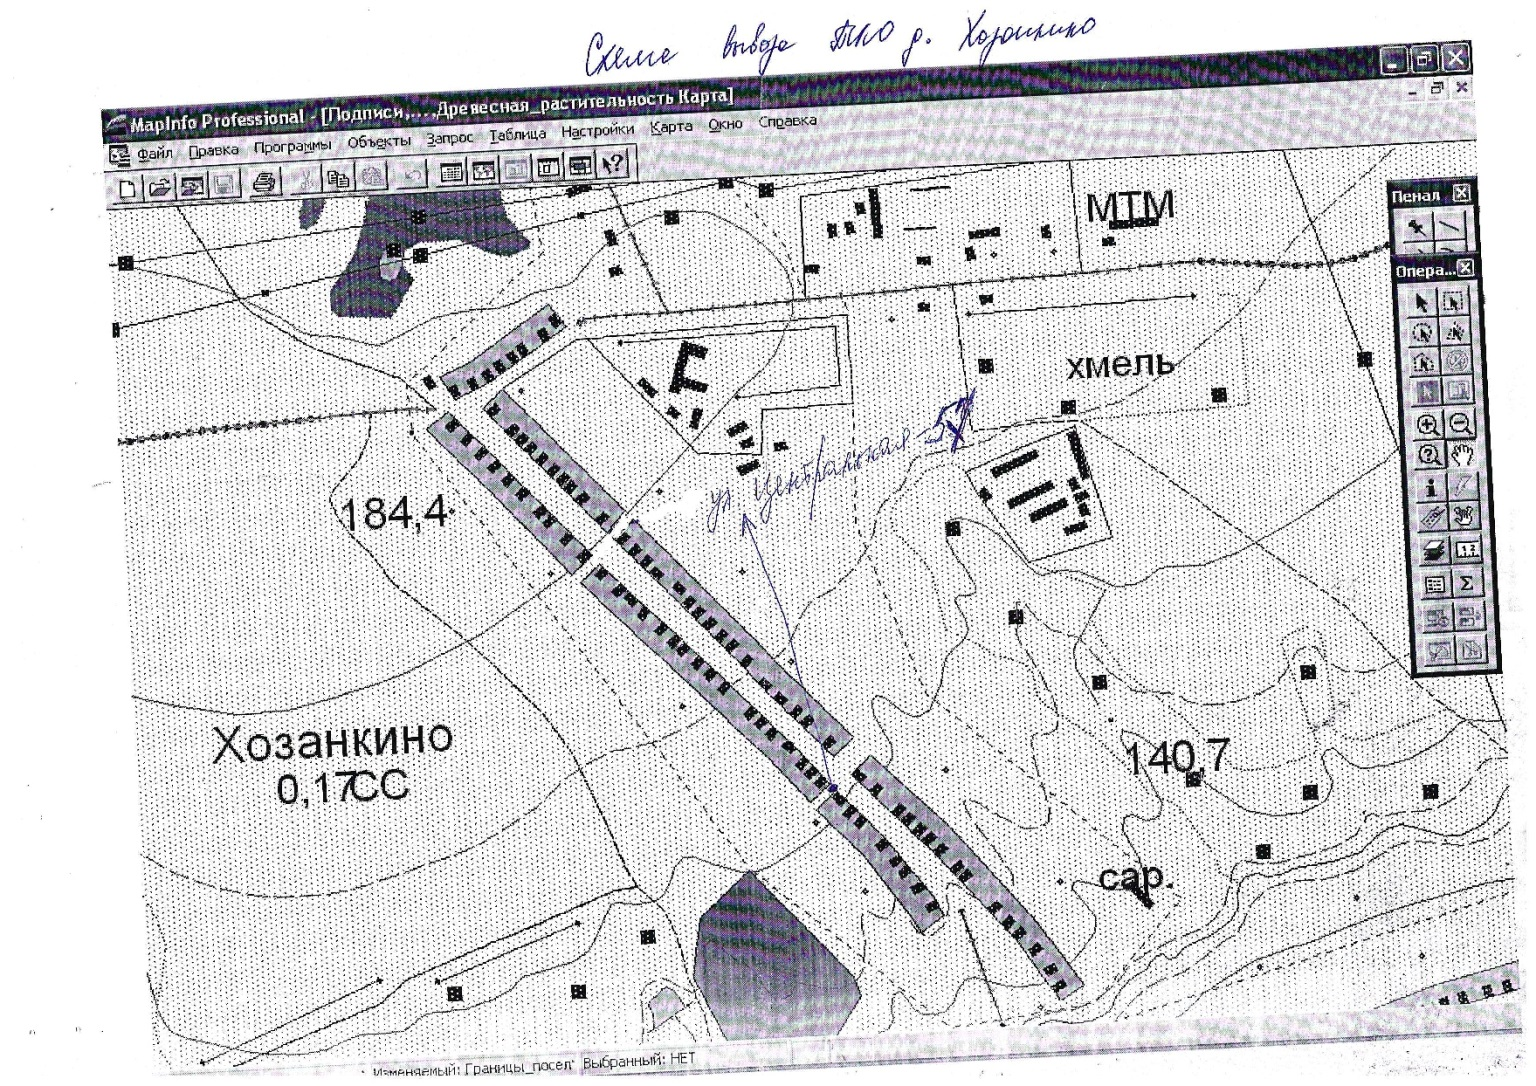 Схема вывоза ТКО д. Хозанкино
MapInfo Professional - [Подписи,...,Древесная_растительность Карта]
Файл Правка Программы Объекты Запрос Таблица Настройки Карта Окно Справка
Пенал
Опера...
МТМ
хмель
ул Центральная-57
184,4
Хозанкино
0,17СС
140,7
сар.
Изменяемый: Границы_посел Выбранный: НЕТ